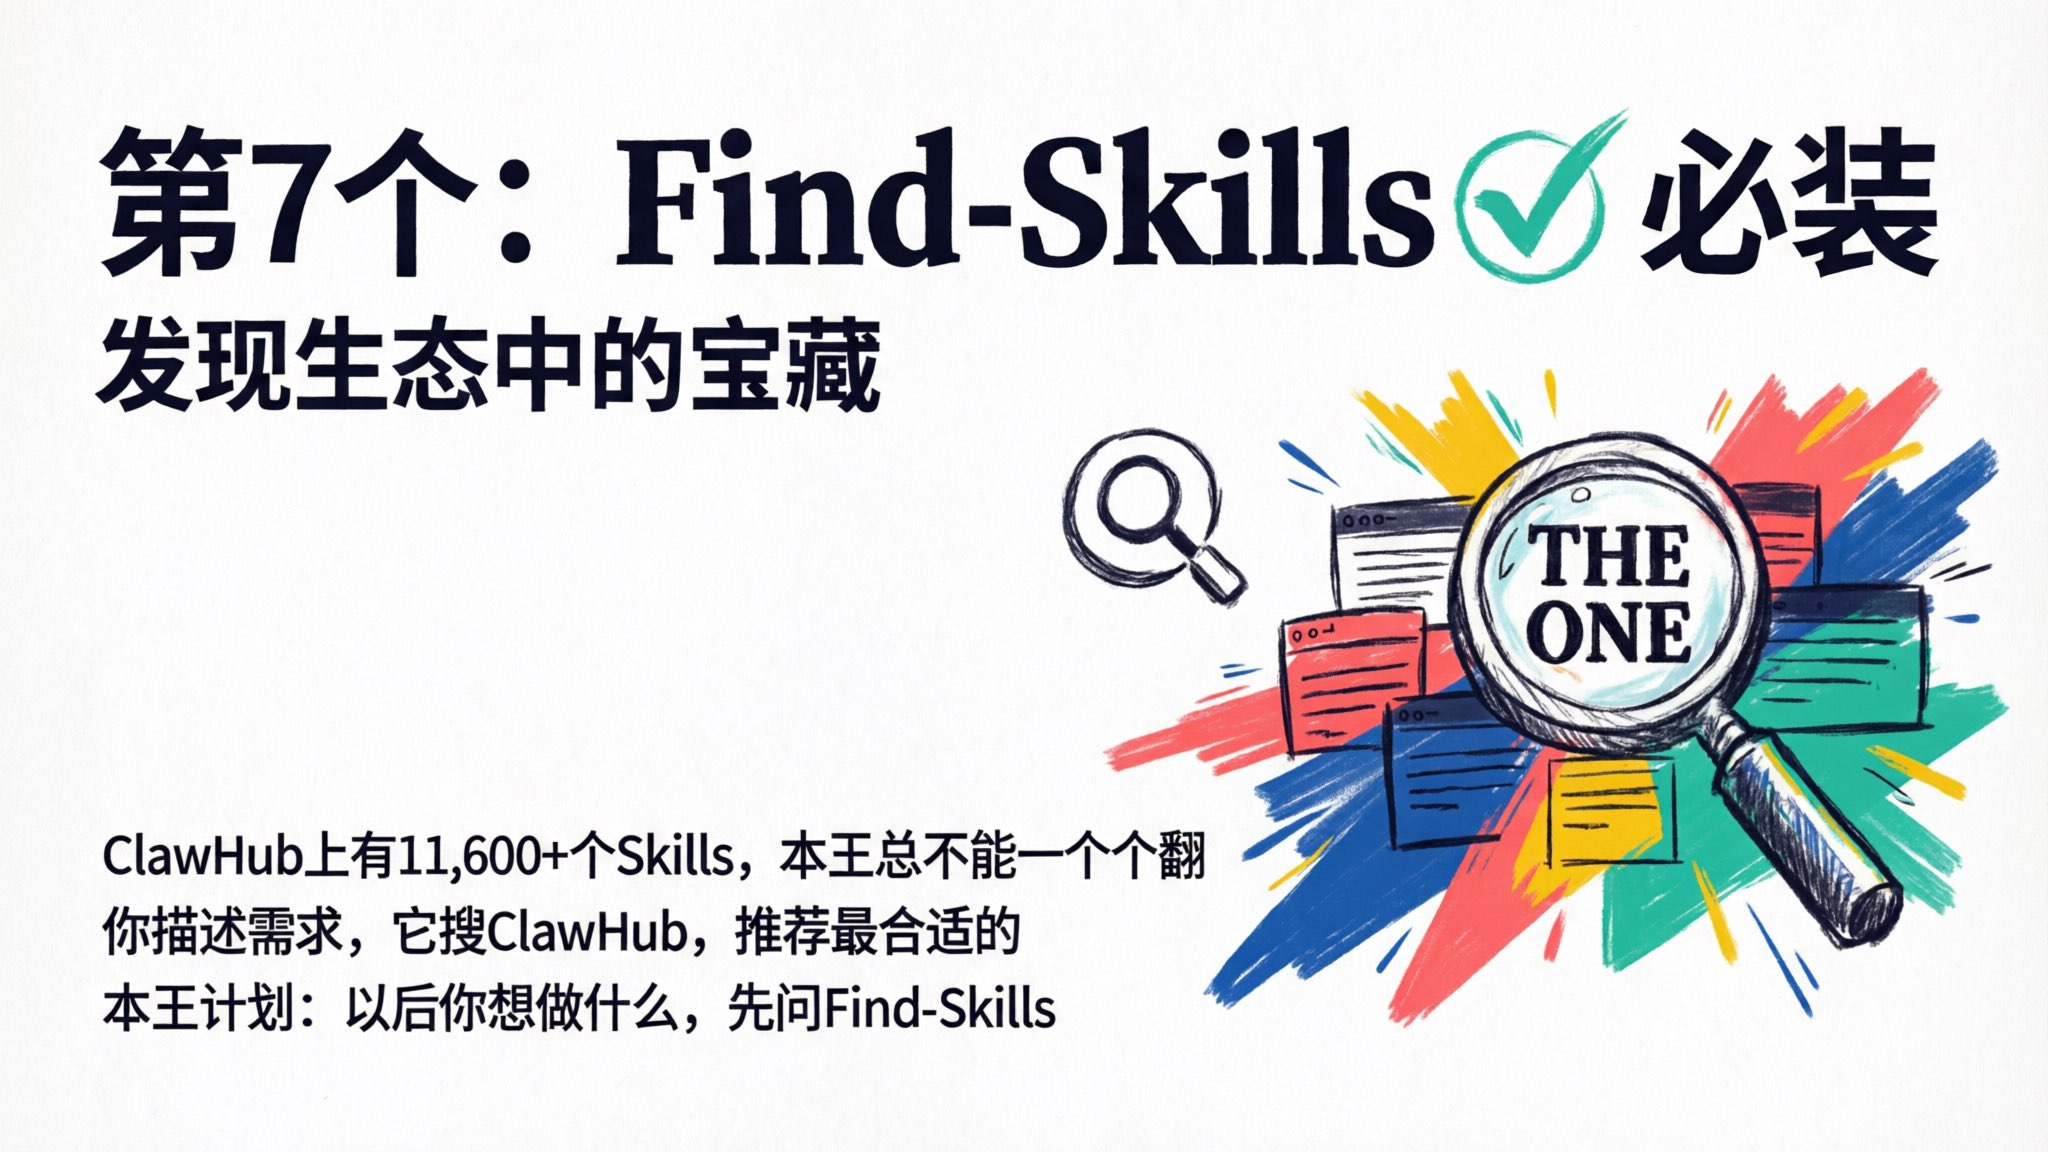 第7个：Find-Skills 必装
发现生态中的宝藏
THE
ONE
ClawHub上有11,600+个Skills，本王总不能一个个翻
你描述需求，它搜ClawHub，推荐最合适的
本王计划：以后你想做什么，先问Find-Skills